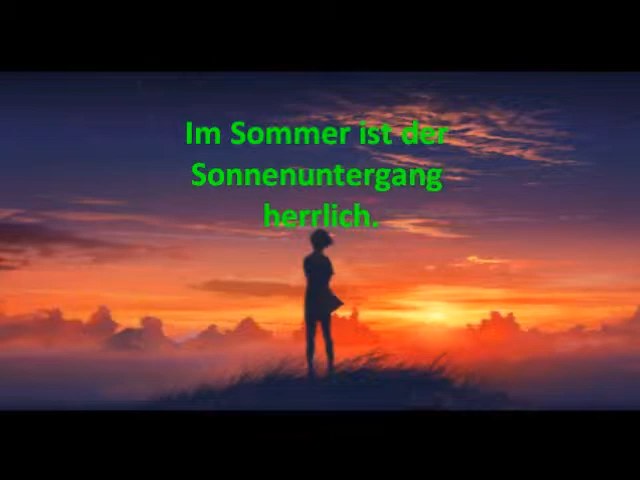 Im Sommer ist der
Sonnenuntergang
herrlich.